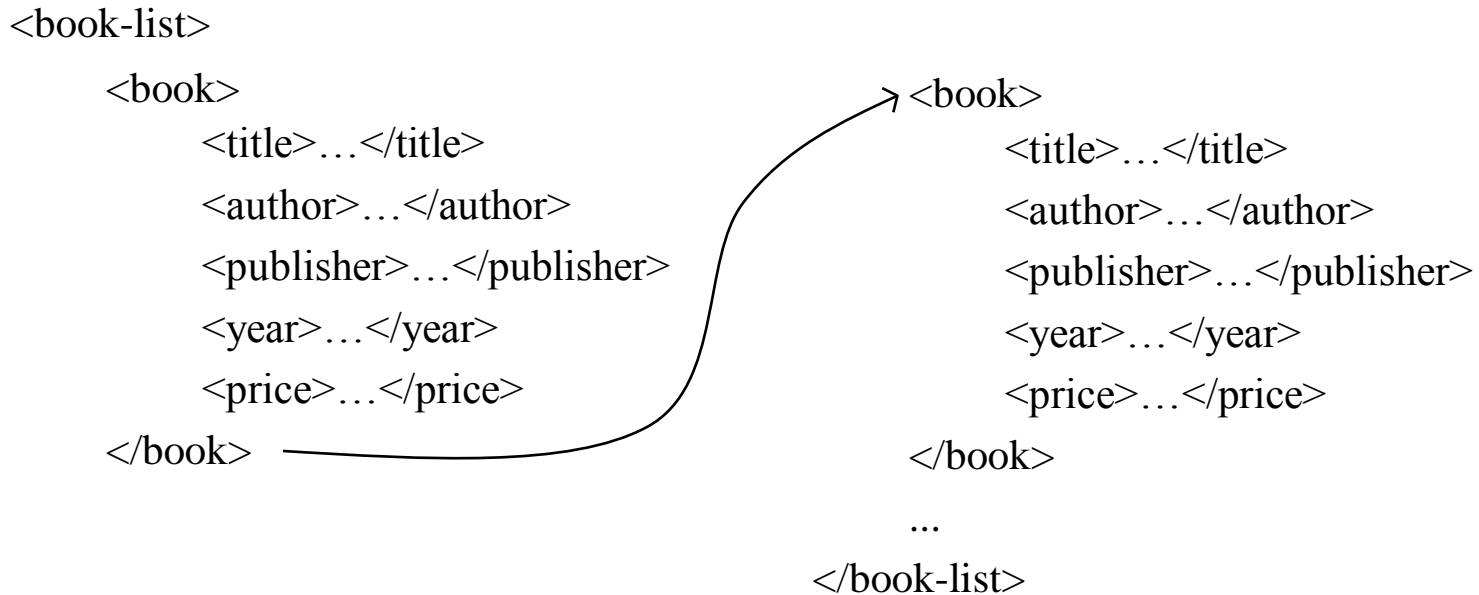 <book-list>
<book>
<title>…</title>
<author>…</author>
<publisher>…</publisher>
<year>…</year>
<price>…</price>
</book>
<book>
<title>…</title>
<author>…</author>
<publisher>…</publisher>
<year>…</year>
<price>…</price>
</book>
...
</book-list>